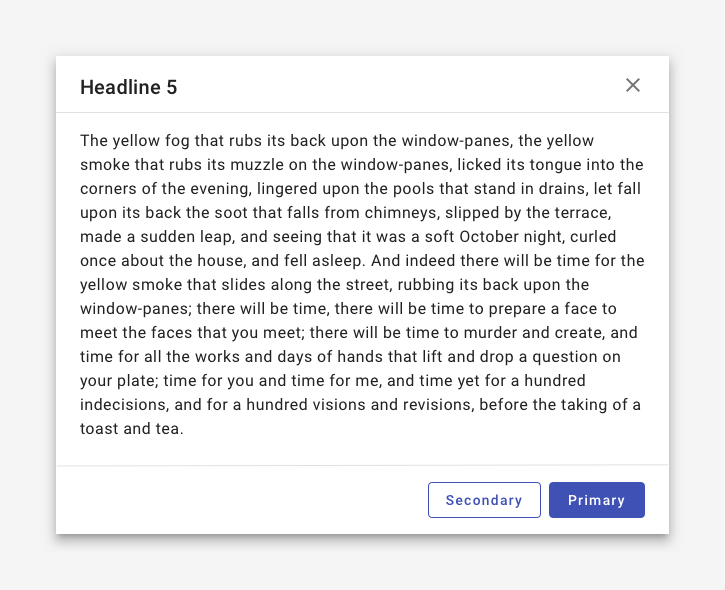 Headline 5
The yellow fog that rubs its back upon the window-panes, the yellow
smoke that rubs its muzzle on the window-panes, licked its tongue into the
corners of the evening, lingered upon the pools that stand in drains, let fall
upon its back the soot that falls from chimneys, slipped by the terrace,
made a sudden leap, and seeing that it was a soft October night, curled
once about the house, and fell asleep. And indeed there will be time for the
yellow smoke that slides along the street, rubbing its back upon the
window-panes; there will be time, there will be time to prepare a face to
meet the faces that you meet; there will be time to murder and create, and
time for all the works and days of hands that lift and drop a question on
your plate; time for you and time for me, and time yet for a hundred
indecisions, and for a hundred visions and revisions, before the taking of a
toast and tea.
Secondary Primary